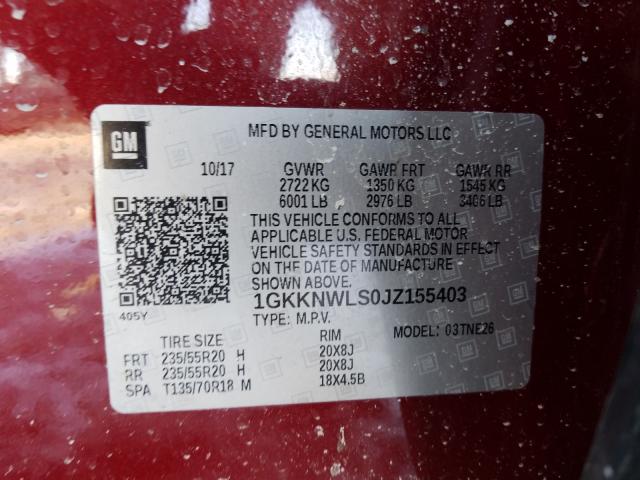 GM
MFD BY GENERAL MOTORS LLC
10/17 GVWR GAWR FRT GAWR RR
2722 KG 1350 KG 1545 KG
6001 LB 2976 LB 3406 LB
THIS VEHICLE CONFORMS TO ALL
APPLICABLE U.S. FEDERAL MOTOR
VEHICLE SAFETY STANDARDS IN EFFECT
ON THE DATE OF MANUFACTURE
SHOWN ABOVE.
1GKKNWLS0JZ155403
405Y
TYPE: M.P.V. MODEL: 03TNE26
TIRE SIZE RIM
FRT 235/55R20 H 20X8J
RR 235/55R20 H 20X8J
SPA T135/70R18 M 18X4.5B